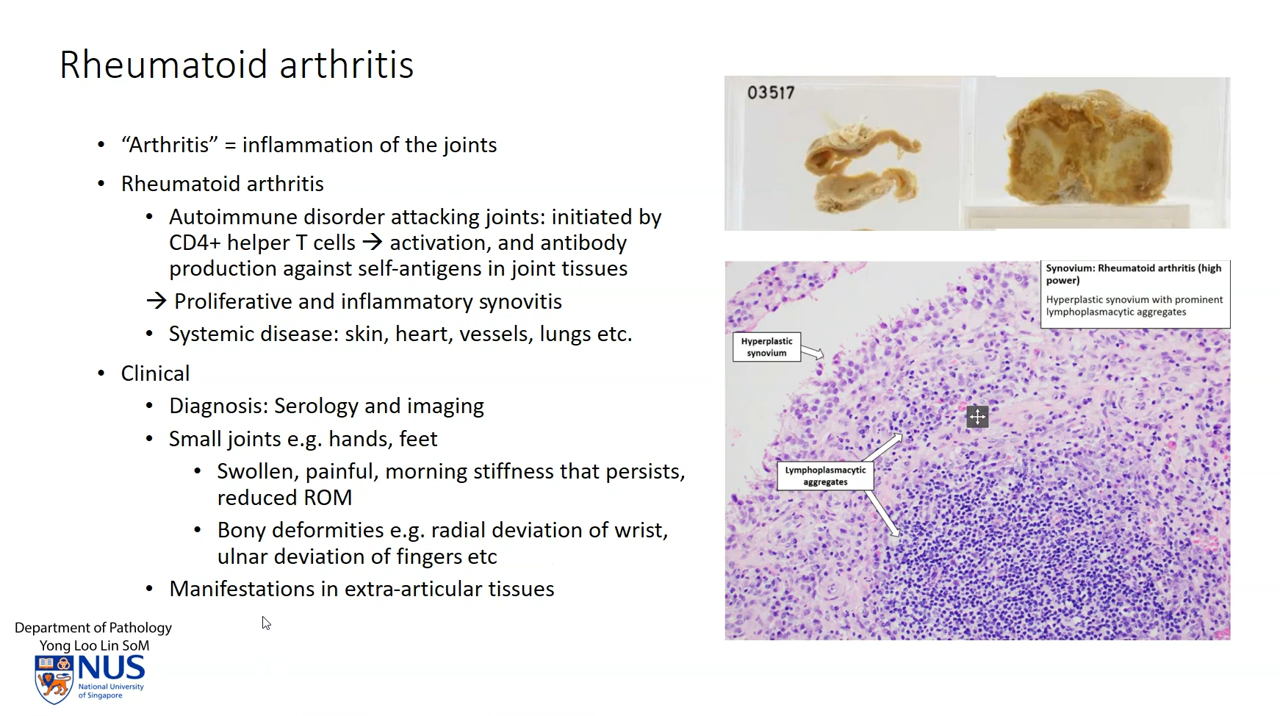 Rheumatoid arthritis
• “Arthritis” = inflammation of the joints
• Rheumatoid arthritis
• Autoimmune disorder attacking joints: initiated by
CD4+ helper T cells → activation, and antibody
production against self-antigens in joint tissues
→ Proliferative and inflammatory synovitis
• Systemic disease: skin, heart, vessels, lungs etc.
• Clinical
• Diagnosis: Serology and imaging
• Small joints e.g. hands, feet
• Swollen, painful, morning stiffness that persists,
reduced ROM
• Bony deformities e.g. radial deviation of wrist,
ulnar deviation of fingers etc
• Manifestations in extra-articular tissues
Department of Pathology
Yong Loo Lin SoM
NUS
National University
of Singapore
03517
Synovium: Rheumatoid arthritis (high
power)
Hyperplastic synovium with prominent
lymphoplasmacytic aggregates
Hyperplastic
synovium
Lymphoplasmacytic
aggregates